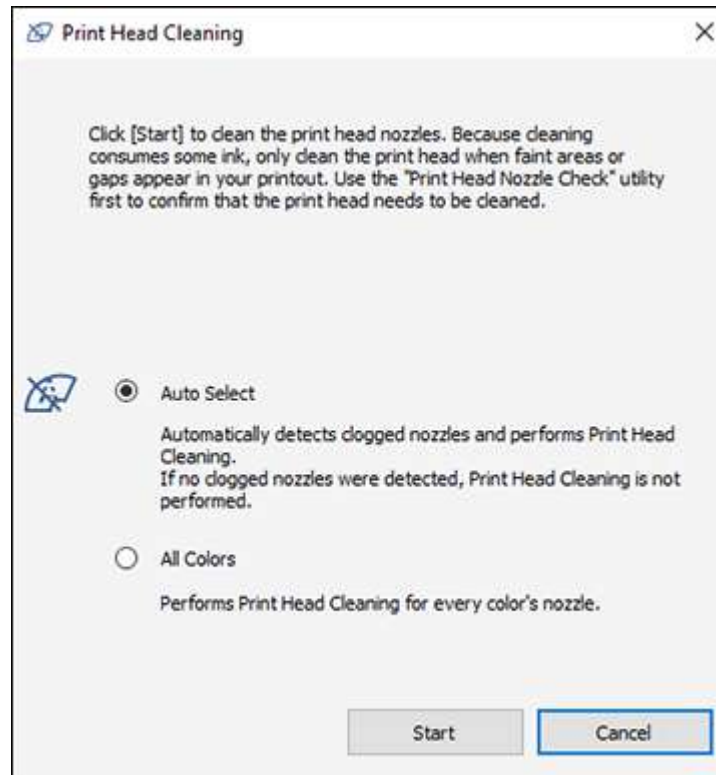 Print Head Cleaning
Click [Start] to clean the print head nozzles. Because cleaning
consumes some ink, only clean the print head when faint areas or
gaps appear in your printout. Use the "Print Head Nozzle Check" utility
first to confirm that the print head needs to be cleaned.
Auto Select
Automatically detects clogged nozzles and performs Print Head
Cleaning.
If no clogged nozzles were detected, Print Head Cleaning is not
performed.
All Colors
Performs Print Head Cleaning for every color's nozzle.
Start Cancel